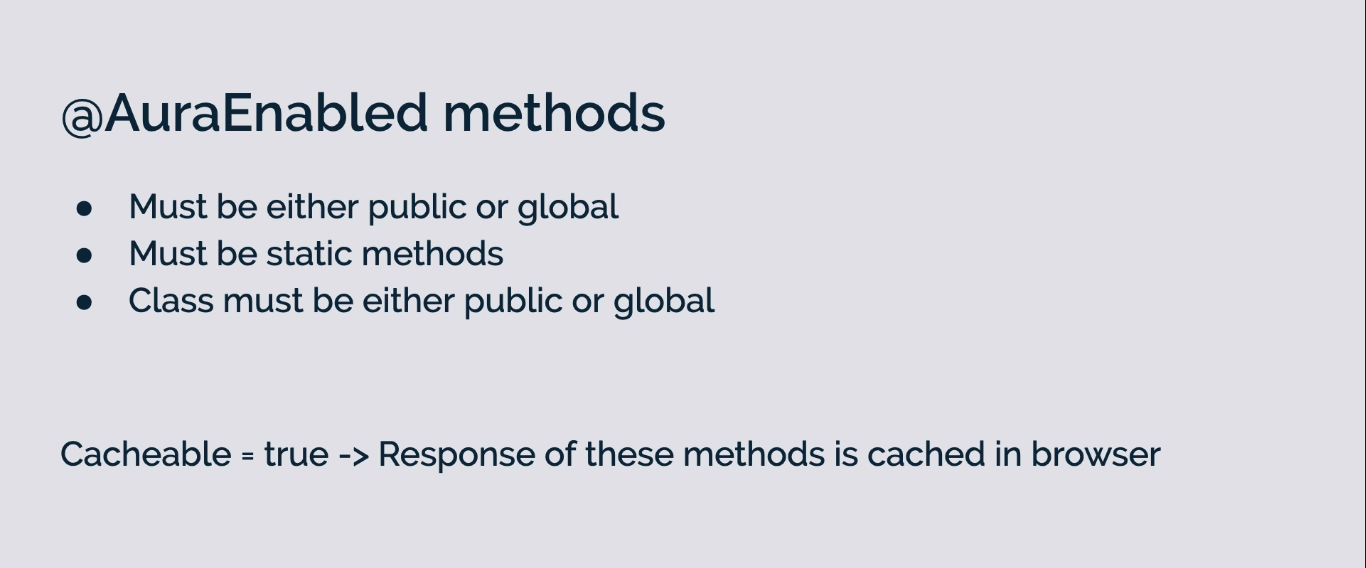 @AuraEnabled methods
● Must be either public or global
● Must be static methods
● Class must be either public or global
Cacheable = true -> Response of these methods is cached in browser